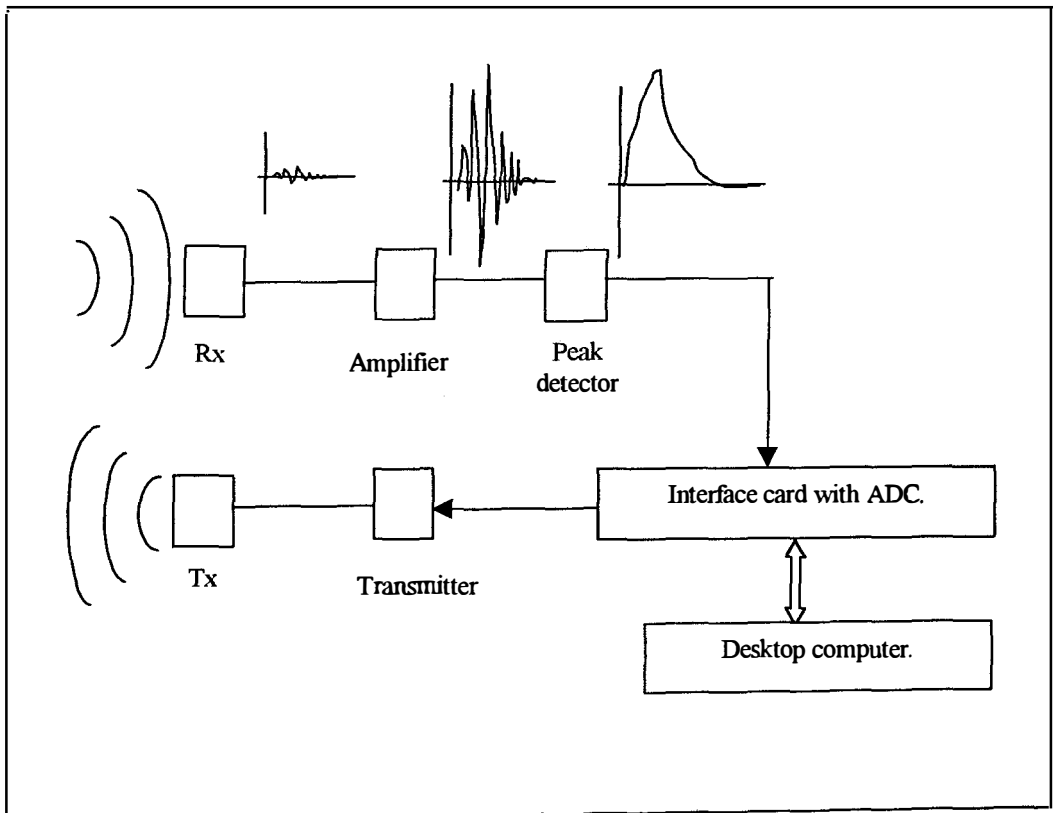 Rx
Amplifier
Peak
detector
Interface card with ADC.
Tx
Transmitter
Desktop computer.